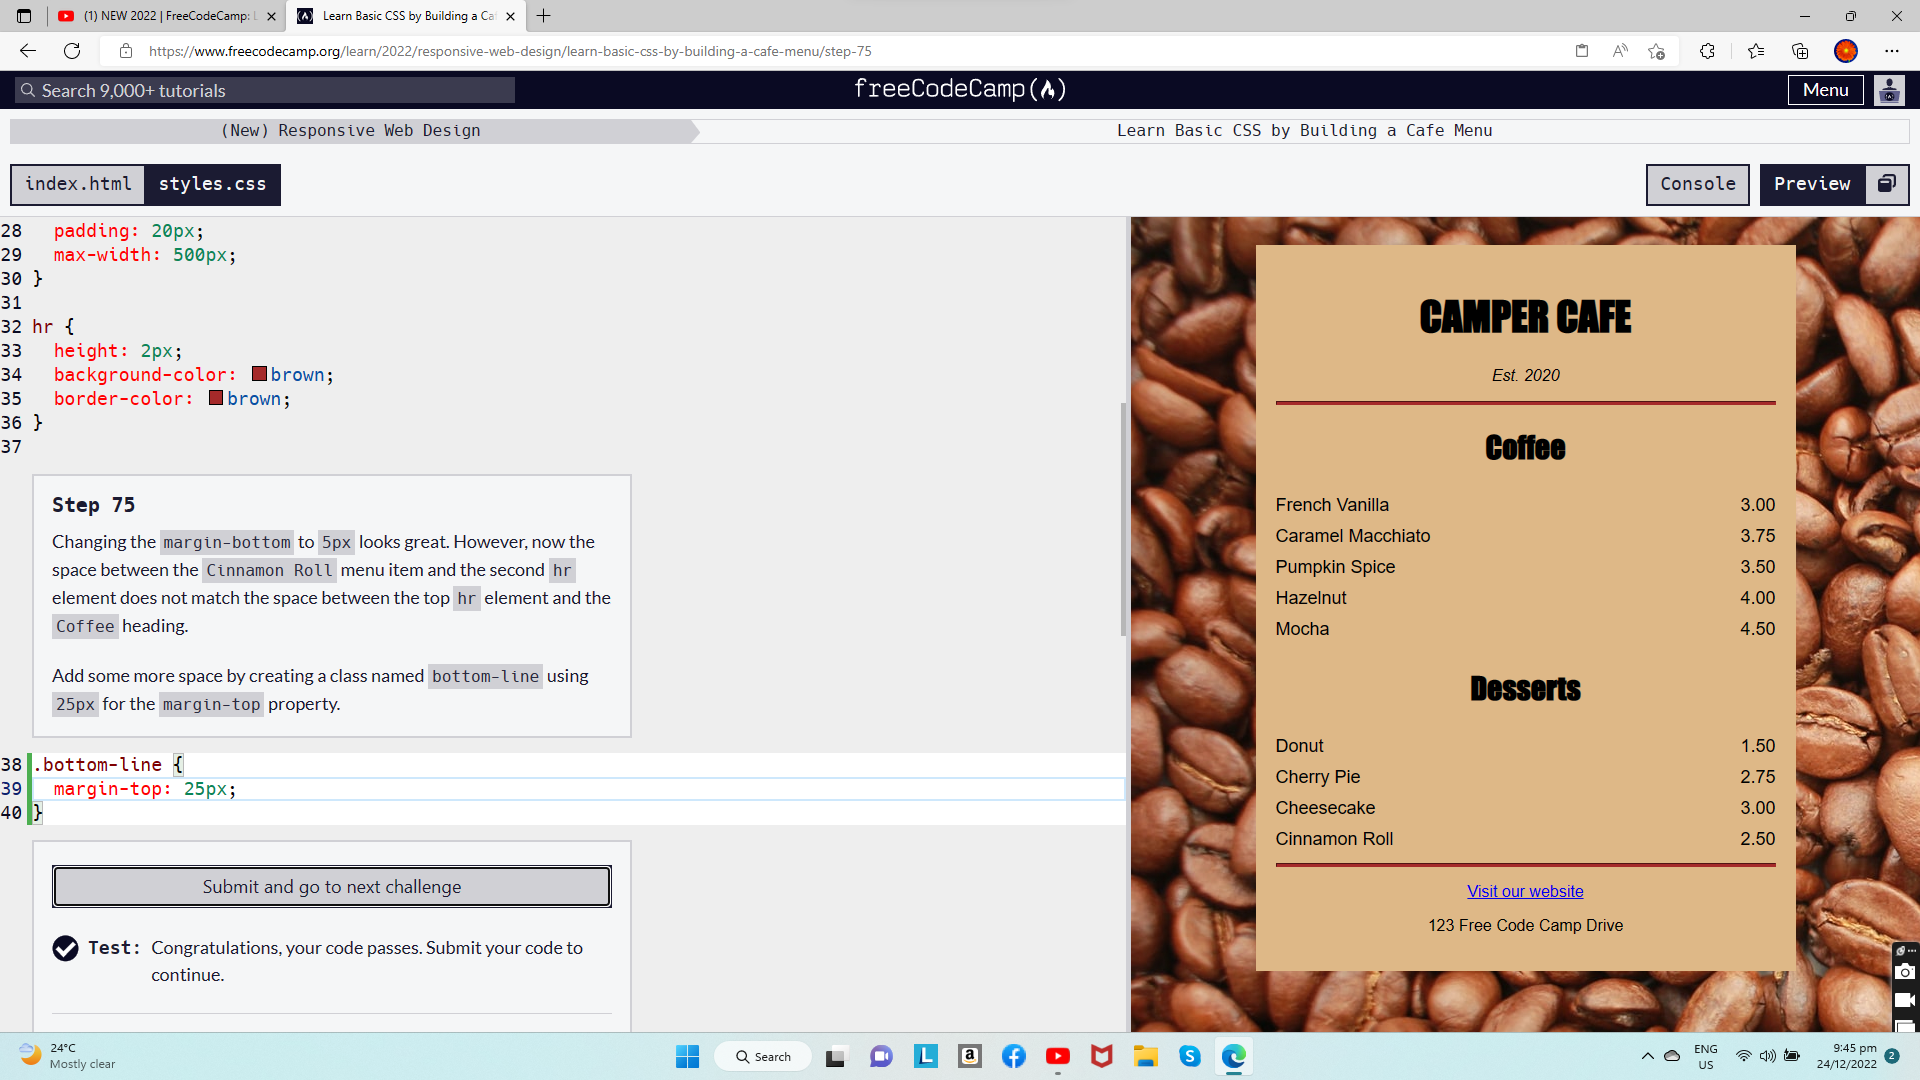 (1) NEW 2022 | FreeCodeCamp:
Learn Basic CSS by Building a Caf
https://www.freecodecamp.org/learn/2022/responsive-web-design/learn-basic-css-by-building-a-cafe-menu/step-75
Search 9,000+ tutorials
freeCodeCamp
Menu
(New) Responsive Web Design
Learn Basic CSS by Building a Cafe Menu
index.html
styles.css
Console
Preview
28 padding: 20px;
29 max-width: 500px;
30 }
31
32 hr {
33 height: 2px;
34 background-color: brown;
35 border-color: brown;
36 }
37
Step 75
Changing the margin-bottom to 5px looks great. However, now the
space between the Cinnamon Roll menu item and the second hr
element does not match the space between the top hr element and the
Coffee heading.
Add some more space by creating a class named bottom-line using
25px for the margin-top property.
38 .bottom-line {
39 margin-top: 25px;
40 }
Submit and go to next challenge
Test: Congratulations, your code passes. Submit your code to
continue.
CAMPER CAFE
Est. 2020
Coffee
French Vanilla 3.00
Caramel Macchiato 3.75
Pumpkin Spice 3.50
Hazelnut 4.00
Mocha 4.50
Desserts
Donut 1.50
Cherry Pie 2.75
Cheesecake 3.00
Cinnamon Roll 2.50
Visit our website
123 Free Code Camp Drive
24°C
Mostly clear
Search
ENG
US
9:45 pm
24/12/2022
2